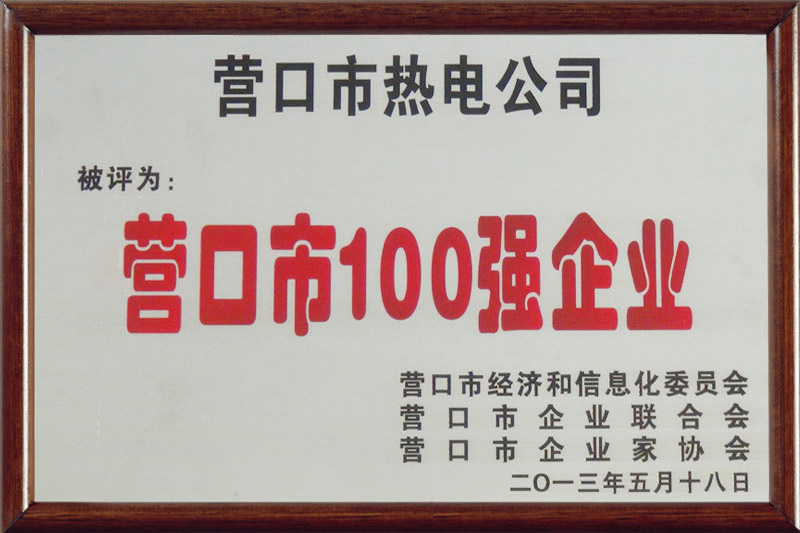 营口市热电公司
被评为：
营口市100强企业
营口市经济和信息化委员会
营口市企业联合会
营口市企业家协会
二〇一三年五月十八日